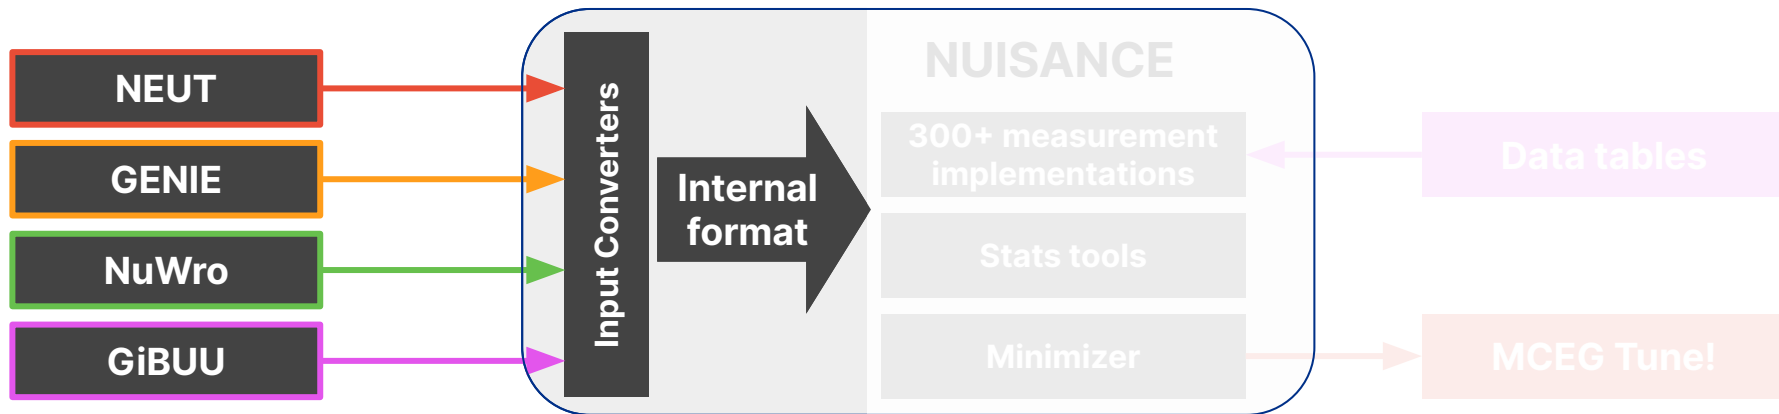 NEUT
GENIE
NuWro
GiBUU
Input Converters
Internal
format
NUISANCE
300+ measurement
implementations
Stats tools
Minimizer
Data tables
MCEG Tune!